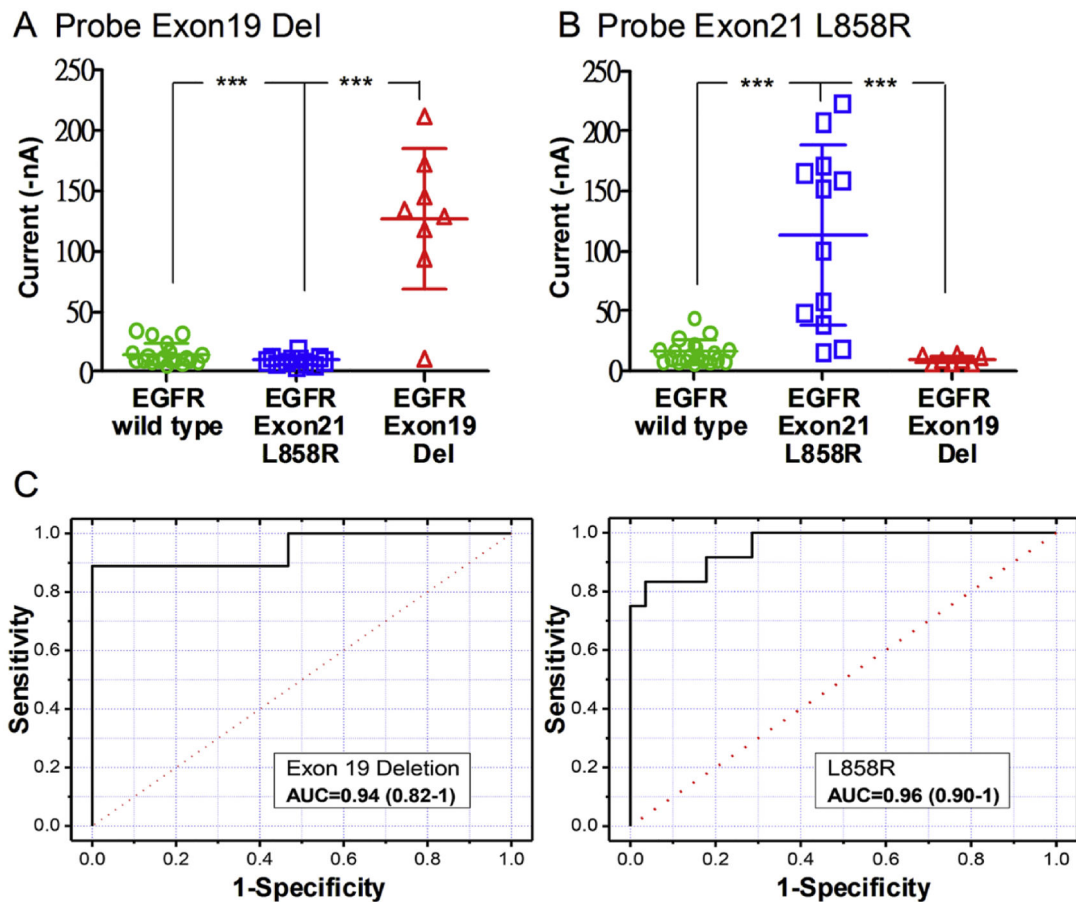 A Probe Exon19 Del
250
200
150
100
50
0
Current (-nA)
*** ***
EGFR wild type
EGFR Exon21 L858R
EGFR Exon19 Del
B Probe Exon21 L858R
250
200
150
100
50
0
Current (-nA)
*** ***
EGFR wild type
EGFR Exon21 L858R
EGFR Exon19 Del
C
1.0
0.8
0.6
0.4
0.2
0.0
Sensitivity
Exon 19 Deletion
AUC=0.94 (0.82-1)
0.0 0.2 0.4 0.6 0.8 1.0
1-Specificity
1.0
0.8
0.6
0.4
0.2
0.0
Sensitivity
L858R
AUC=0.96 (0.90-1)
0.0 0.2 0.4 0.6 0.8 1.0
1-Specificity